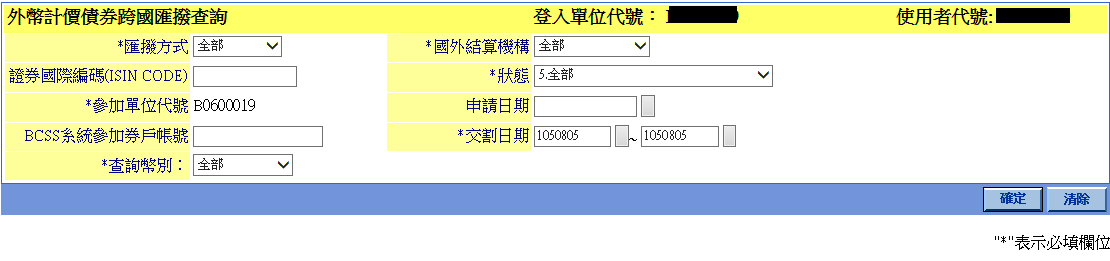 外幣計價債券跨國匯撥查詢 登入單位代號： 使用者代號:
*匯撥方式 全部 *國外結算機構 全部
證券國際編碼(ISIN CODE) *狀態 5.全部
*參加單位代號 B0600019 申請日期
BCSS系統參加券戶帳號 *交割日期 1050805 ~ 1050805
*查詢幣別： 全部
確定 清除
"*"表示必填欄位